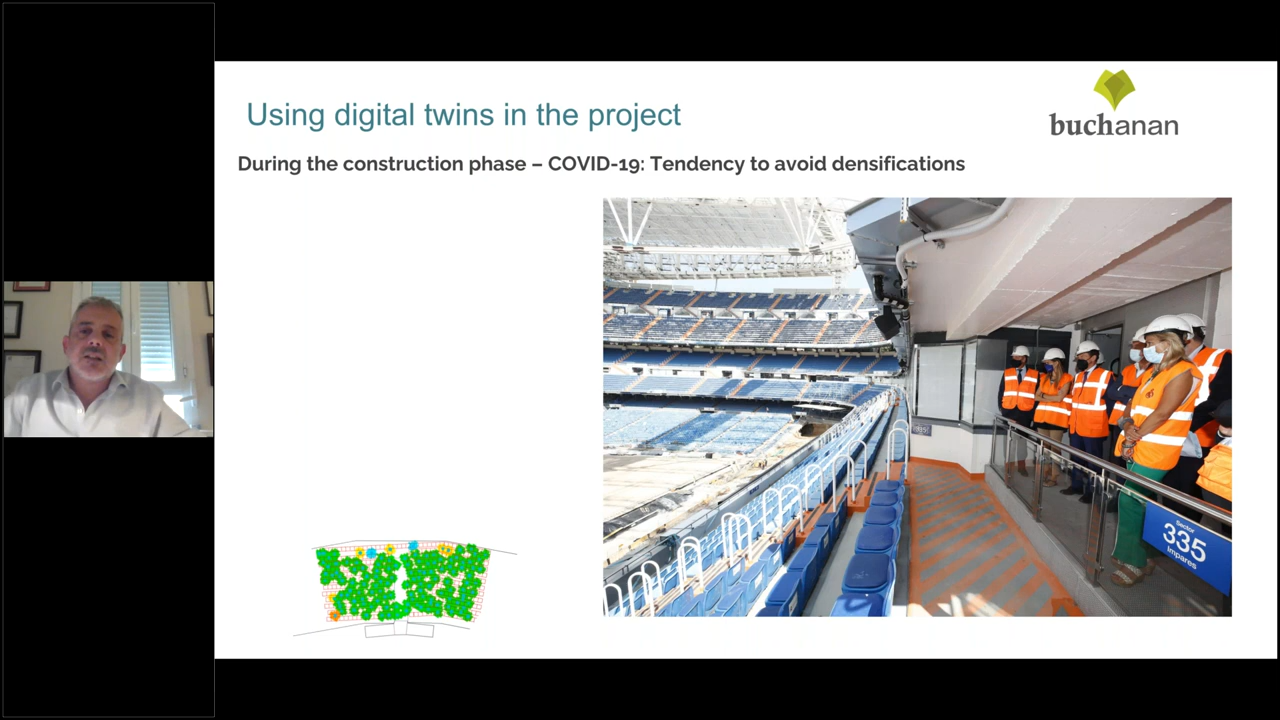 Using digital twins in the project
buchanan
During the construction phase – COVID-19: Tendency to avoid densifications
Sector
335
Impares